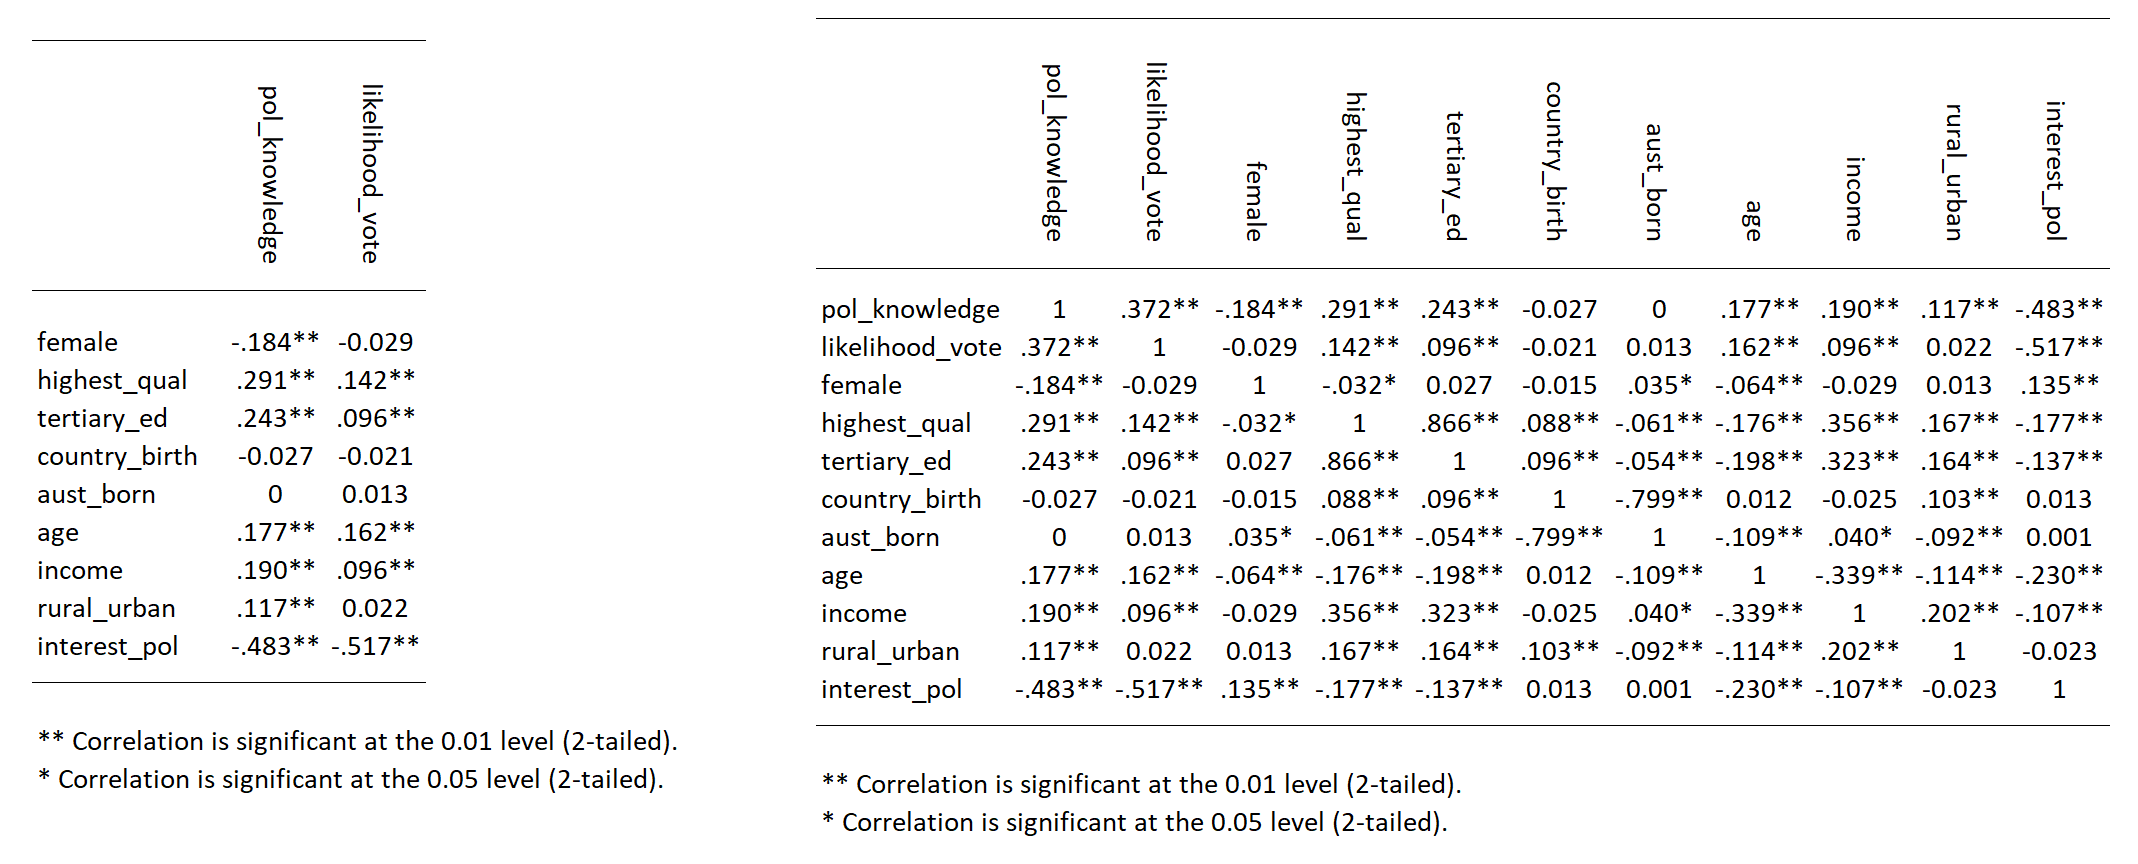 pol_knowledge likelihood_vote
female -.184** -0.029
highest_qual .291** .142**
tertiary_ed .243** .096**
country_birth -0.027 -0.021
aust_born 0 0.013
age .177** .162**
income .190** .096**
rural_urban .117** 0.022
interest_pol -.483** -.517**
** Correlation is significant at the 0.01 level (2-tailed).
* Correlation is significant at the 0.05 level (2-tailed).
pol_knowledge likelihood_vote female highest_qual tertiary_ed country_birth aust_born age income rural_urban interest_pol
pol_knowledge 1 .372** -.184** .291** .243** -0.027 0 .177** .190** .117** -.483**
likelihood_vote .372** 1 -0.029 .142** .096** -0.021 0.013 .162** .096** 0.022 -.517**
female -.184** -0.029 1 -.032* 0.027 -0.015 .035* -.064** -0.029 0.013 .135**
highest_qual .291** .142** -.032* 1 .866** .088** -.061** -.176** .356** .167** -.177**
tertiary_ed .243** .096** 0.027 .866** 1 .096** -.054** -.198** .323** .164** -.137**
country_birth -0.027 -0.021 -0.015 .088** .096** 1 -.799** 0.012 -0.025 .103** 0.013
aust_born 0 0.013 .035* -.061** -.054** -.799** 1 -.109** .040* -.092** 0.001
age .177** .162** -.064** -.176** -.198** 0.012 -.109** 1 -.339** -.114** -.230**
income .190** .096** -0.029 .356** .323** -0.025 .040* -.339** 1 .202** -.107**
rural_urban .117** 0.022 0.013 .167** .164** .103** -.092** -.114** .202** 1 -0.023
interest_pol -.483** -.517** .135** -.177** -.137** 0.013 0.001 -.230** -.107** -0.023 1
** Correlation is significant at the 0.01 level (2-tailed).
* Correlation is significant at the 0.05 level (2-tailed).